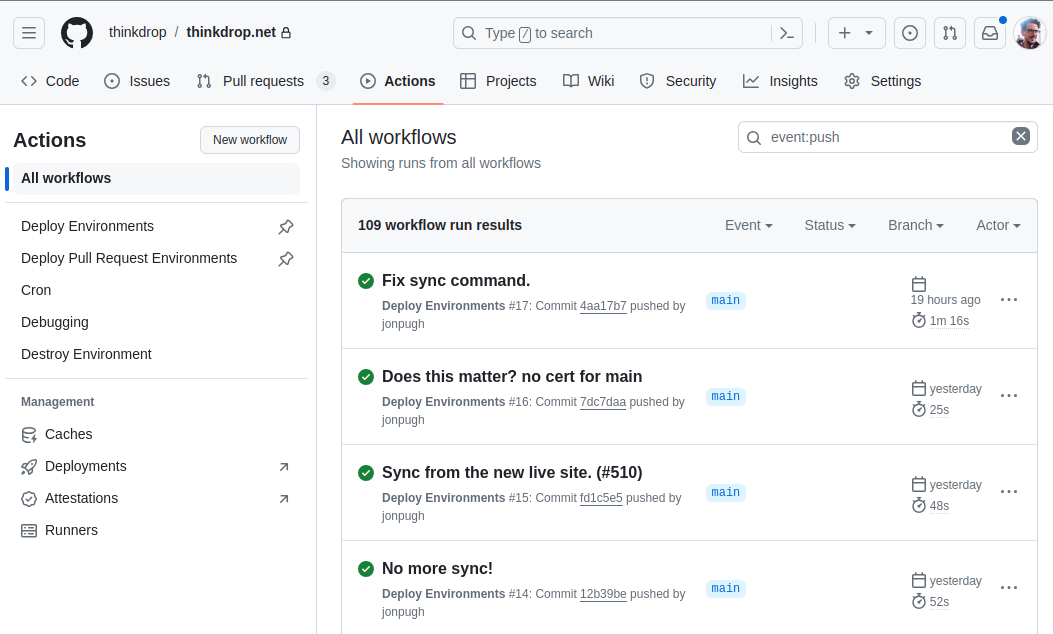 thinkdrop / thinkdrop.net
Type / to search
Code
Issues
Pull requests 3
Actions
Projects
Wiki
Security
Insights
Settings
Actions
New workflow
All workflows
Deploy Environments
Deploy Pull Request Environments
Cron
Debugging
Destroy Environment
Management
Caches
Deployments
Attestations
Runners
All workflows
Showing runs from all workflows
event:push
109 workflow run results
Event
Status
Branch
Actor
Fix sync command.
Deploy Environments #17: Commit 4aa17b7 pushed by
jonpugh
main
19 hours ago
1m 16s
Does this matter? no cert for main
Deploy Environments #16: Commit 7dc7daa pushed by
jonpugh
main
yesterday
25s
Sync from the new live site. (#510)
Deploy Environments #15: Commit fd1c5e5 pushed by
jonpugh
main
yesterday
48s
No more sync!
Deploy Environments #14: Commit 12b39be pushed by
jonpugh
main
yesterday
52s